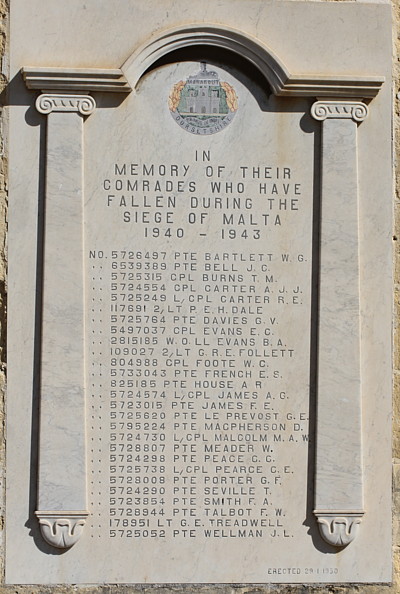 MARABOUT
DORSETSHIRE
IN
MEMORY OF THEIR
COMRADES WHO HAVE
FALLEN DURING THE
SIEGE OF MALTA
1940 - 1943
NO. 5726497 PTE BARTLETT W. G.
.. 6539389 PTE BELL J. C.
.. 5725315 CPL BURNS T. M.
.. 5724554 CPL CARTER A. J. J.
.. 5725249 L/CPL CARTER R. E.
.. 117691 2/LT P. E. H. DALE
.. 5725764 PTE DAVIES G. V.
.. 5497037 CPL EVANS E. C.
.. 2815185 W. O. LL EVANS B. A.
.. 109027 2/LT G. R. E. FOLLETT
.. 804988 CPL FOOTE W. C.
.. 5733043 PTE FRENCH E. S.
.. 825185 PTE HOUSE A R
.. 5724574 L/CPL JAMES A. G.
.. 5723015 PTE JAMES F. E.
.. 5725620 PTE LE PREVOST G. E.
.. 5795224 PTE MACPHERSON D.
.. 5724730 L/CPL MALCOLM M. A. W.
.. 5728807 PTE MEADER W.
.. 5724298 PTE PEACE C. G.
.. 5725738 L/CPL PEARCE C. E.
.. 5728008 PTE PORTER G. F.
.. 5724290 PTE SEVILLE T.
.. 5723854 PTE SMITH F. A.
.. 5728944 PTE TALBOT F. W.
.. 178951 LT G. E. TREADWELL
.. 5725052 PTE WELLMAN J. L.
ERECTED